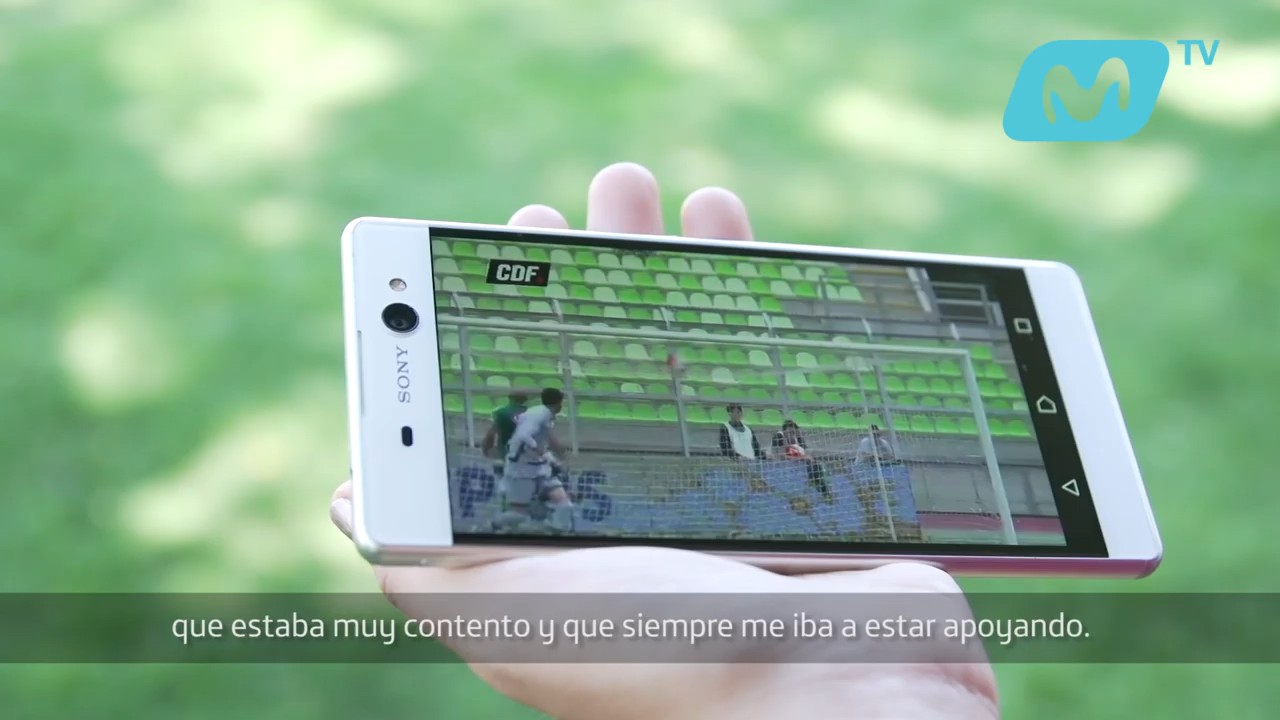 TV
CDF
SONY
que estaba muy contento y que siempre me iba a estar apoyando.